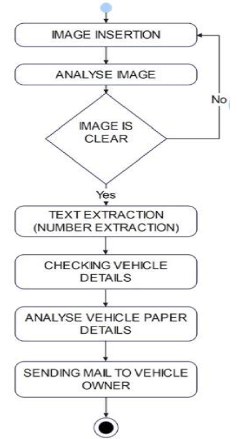 IMAGE INSERTION
ANALYSE IMAGE
IMAGE IS
CLEAR
No
Yes
TEXT EXTRACTION
(NUMBER EXTRACTION)
CHECKING VEHICLE
DETAILS
ANALYSE VEHICLE PAPER
DETAILS
SENDING MAIL TO VEHICLE
OWNER